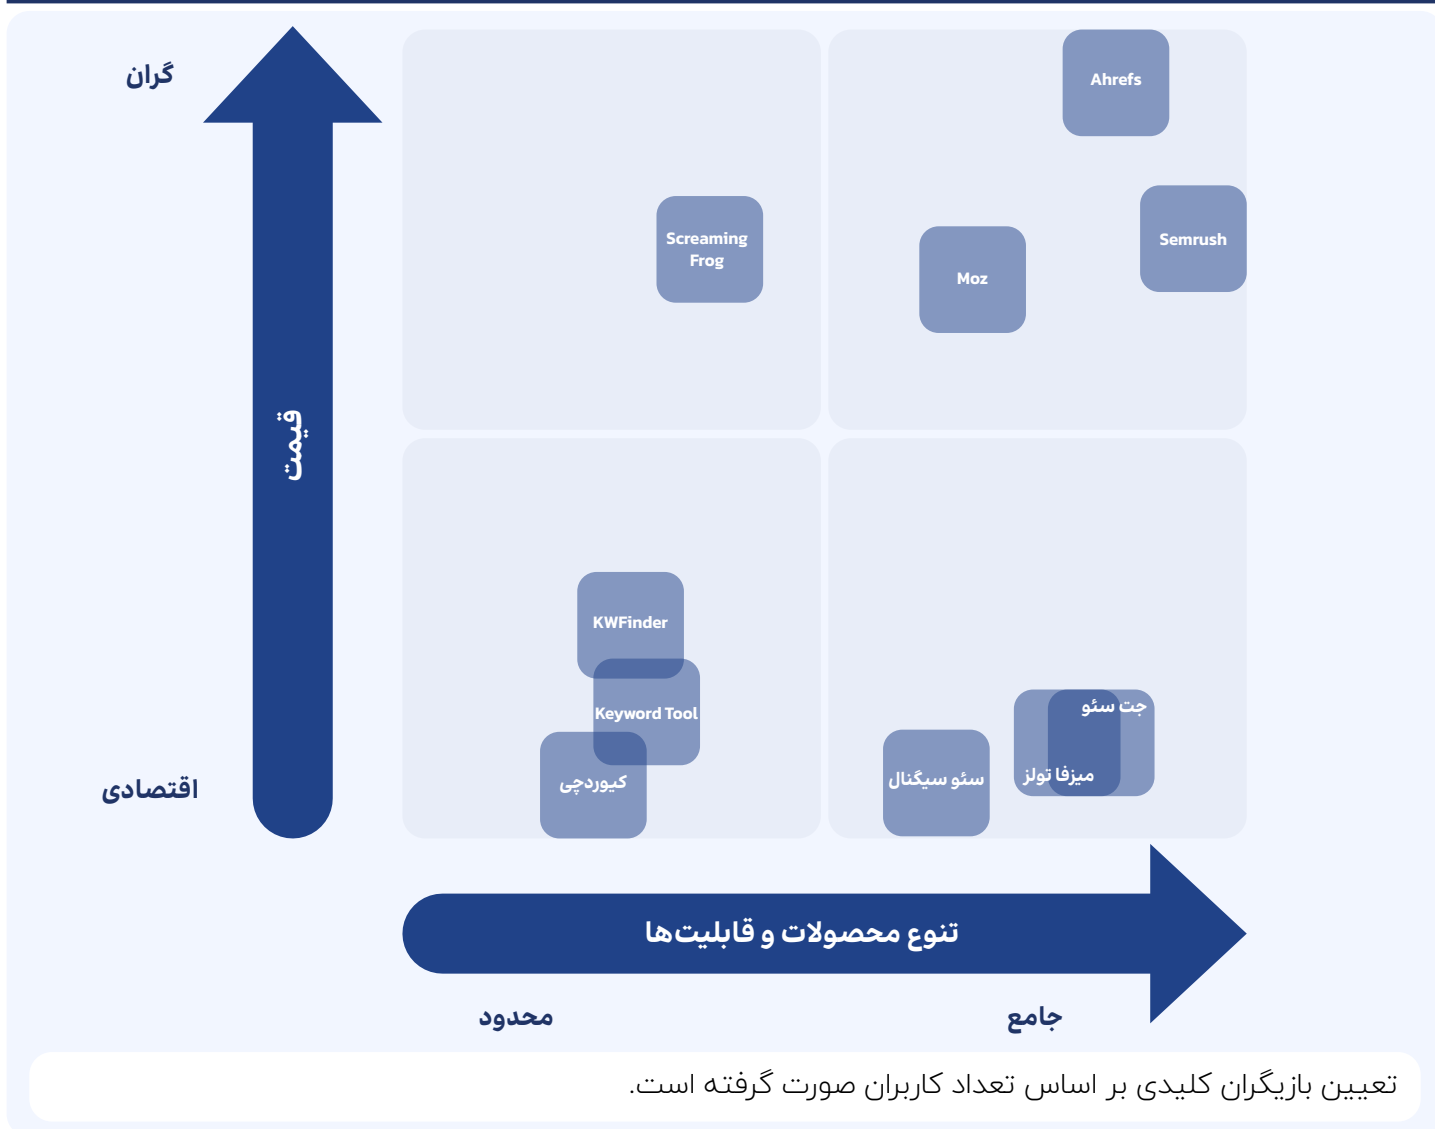 گران
Ahrefs
Screaming
Frog
Semrush
Moz
قیمت
KWFinder
Keyword Tool
کیوردچی
جت سئو
میزفا تولز
سئو سیگنال
اقتصادی
تنوع محصولات و قابلیت‌ها
جامع
محدود
تعیین بازیگران کلیدی بر اساس تعداد کاربران صورت گرفته است.